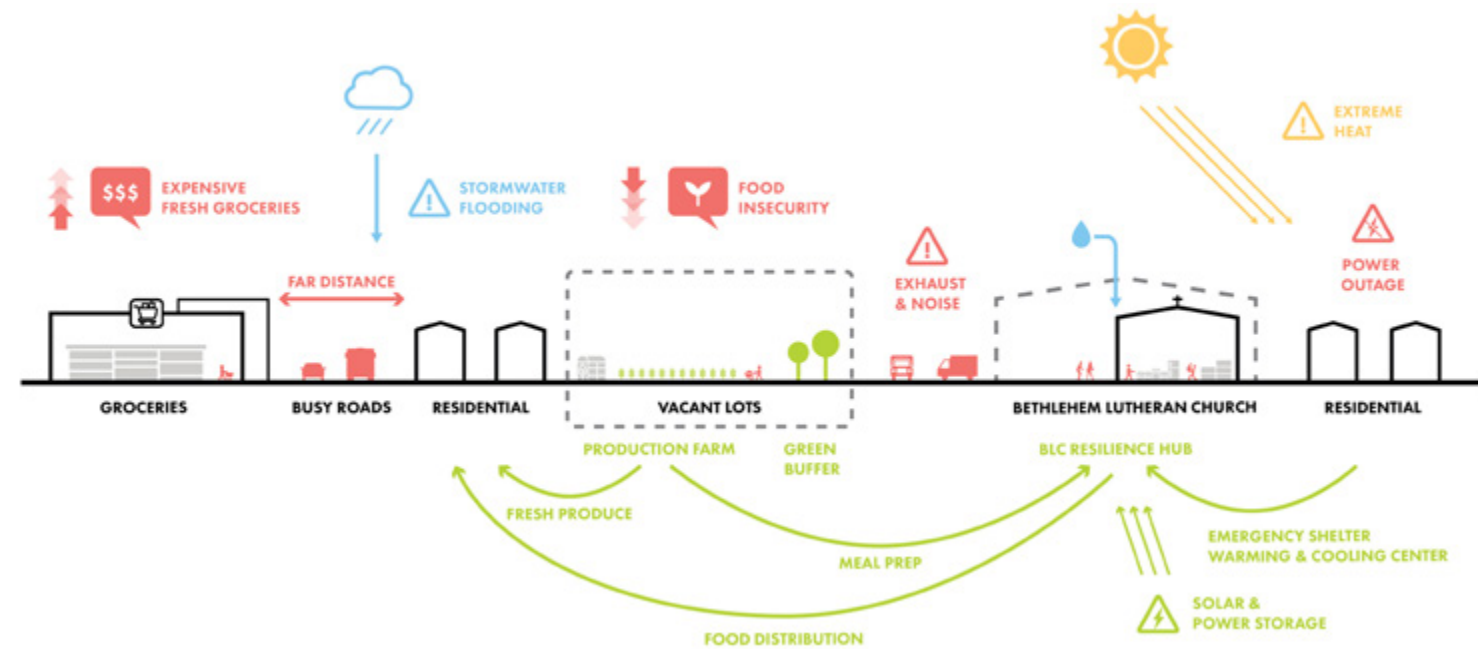 EXTREME
HEAT
$$$
EXPENSIVE
FRESH GROCERIES
STORMWATER
FLOODING
FOOD
INSECURITY
POWER
OUTAGE
FAR DISTANCE
EXHAUST
& NOISE
GROCERIES
BUSY ROADS
RESIDENTIAL
VACANT LOTS
BETHLEHEM LUTHERAN CHURCH
RESIDENTIAL
PRODUCTION FARM
GREEN
BUFFER
BLC RESILIENCE HUB
FRESH PRODUCE
MEAL PREP
EMERGENCY SHELTER
WARMING & COOLING CENTER
SOLAR &
POWER STORAGE
FOOD DISTRIBUTION